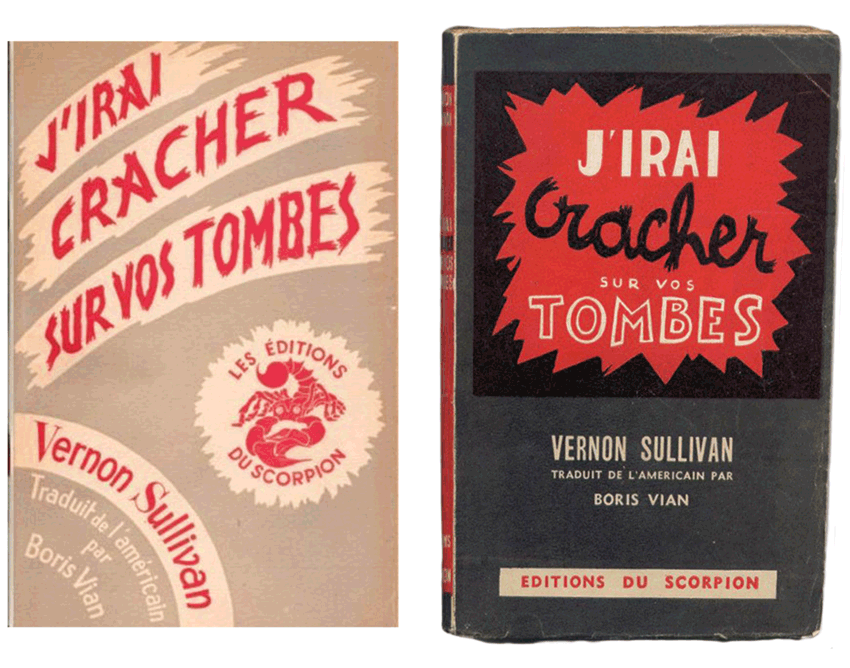 J'IRAI
CRACHER
SUR VOS TOMBES
LES ÉDITIONS
DU SCORPION
Vernon Sullivan
Traduit de l'américain
par
Boris Vian
J'IRAI
Cracher
SUR VOS
TOMBES
VERNON SULLIVAN
TRADUIT DE L'AMERICAIN PAR
BORIS VIAN
EDITIONS DU SCORPION